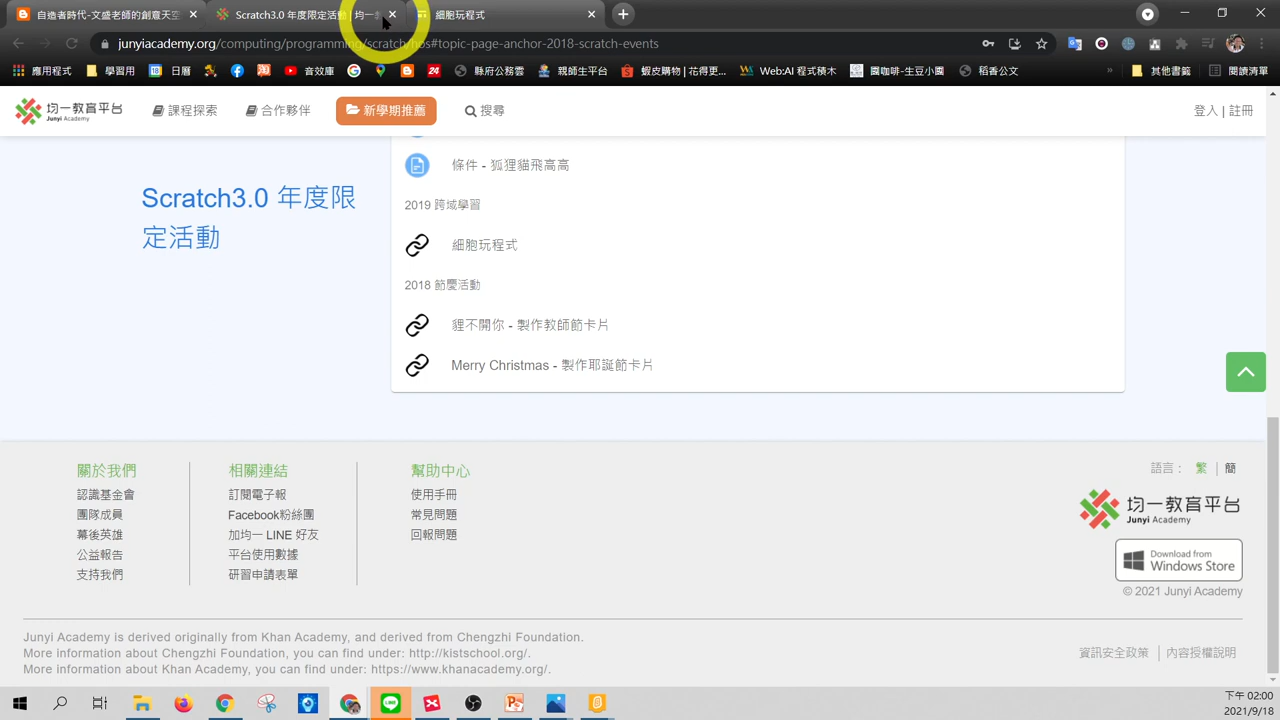 自造者時代-文盛老師的創意天空
Scratch3.0 年度限定活動 | 均一
細胞玩程式
junyiacademy.org/computing/programming/scratch/hos#topic-page-anchor-2018-scratch-events
應用程式
學習用
日曆
音效庫
縣府公雲
親師生平台
蝦皮購物 | 花得更...
Web:AI 程式積木
國咖啡-生豆小國
稻香公文
»
其他書籤
閱讀清單
均一教育平台
Junyi Academy
課程探索
合作夥伴
新學期推薦
搜尋
登入 | 註冊
條件 - 狐狸貓飛高高
Scratch3.0 年度限
定活動
2019 跨域學習
細胞玩程式
2018 節慶活動
貍不開你 - 製作教師節卡片
Merry Christmas - 製作耶誕節卡片
關於我們
認識基金會
團隊成員
幕後英雄
公益報告
支持我們
相關連結
訂閱電子報
Facebook粉絲團
加均一 LINE 好友
平台使用數據
研習申請表單
幫助中心
使用手冊
常見問題
回報問題
語言： 繁 | 簡
均一教育平台
Junyi Academy
Download from
Windows Store
© 2021 Junyi Academy
Junyi Academy is derived originally from Khan Academy, and derived from Chengzhi Foundation.
More information about Chengzhi Foundation, you can find under: http://kistschool.org/.
More information about Khan Academy, you can find under: https://www.khanacademy.org/.
資訊安全政策 | 內容授權說明
下午 02:00
2021/9/18